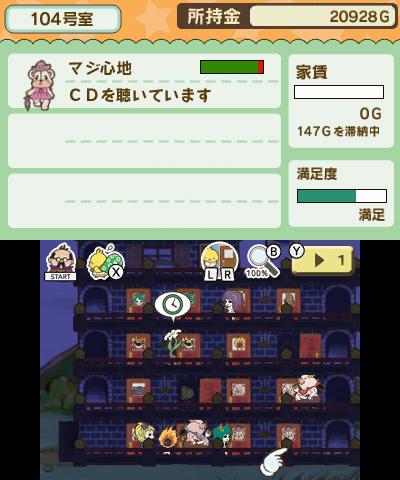 104号室
所持金
20928G
マジ心地
CDを聴いています
家賃
0G
147Gを滞納中
満足度
満足
START
X
L R
100%
B
Y
1